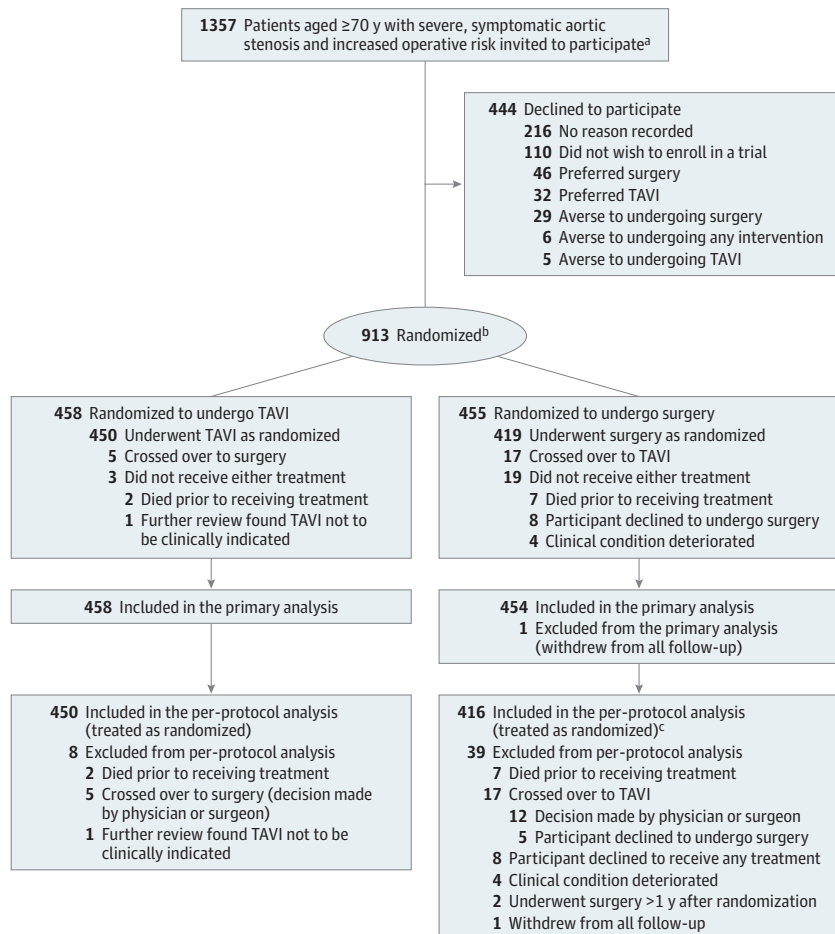 1357 Patients aged ≥70 y with severe, symptomatic aortic
stenosis and increased operative risk invited to participateᵃ
444 Declined to participate
216 No reason recorded
110 Did not wish to enroll in a trial
46 Preferred surgery
32 Preferred TAVI
29 Averse to undergoing surgery
6 Averse to undergoing any intervention
5 Averse to undergoing TAVI
913 Randomizedᵇ
458 Randomized to undergo TAVI
450 Underwent TAVI as randomized
5 Crossed over to surgery
3 Did not receive either treatment
2 Died prior to receiving treatment
1 Further review found TAVI not to
be clinically indicated
455 Randomized to undergo surgery
419 Underwent surgery as randomized
17 Crossed over to TAVI
19 Did not receive either treatment
7 Died prior to receiving treatment
8 Participant declined to undergo surgery
4 Clinical condition deteriorated
458 Included in the primary analysis
454 Included in the primary analysis
1 Excluded from the primary analysis
(withdrew from all follow-up)
450 Included in the per-protocol analysis
(treated as randomized)
8 Excluded from per-protocol analysis
2 Died prior to receiving treatment
5 Crossed over to surgery (decision made
by physician or surgeon)
1 Further review found TAVI not to be
clinically indicated
416 Included in the per-protocol analysis
(treated as randomized)ᶜ
39 Excluded from per-protocol analysis
7 Died prior to receiving treatment
17 Crossed over to TAVI
12 Decision made by physician or surgeon
5 Participant declined to undergo surgery
8 Participant declined to receive any treatment
4 Clinical condition deteriorated
2 Underwent surgery >1 y after randomization
1 Withdrew from all follow-up